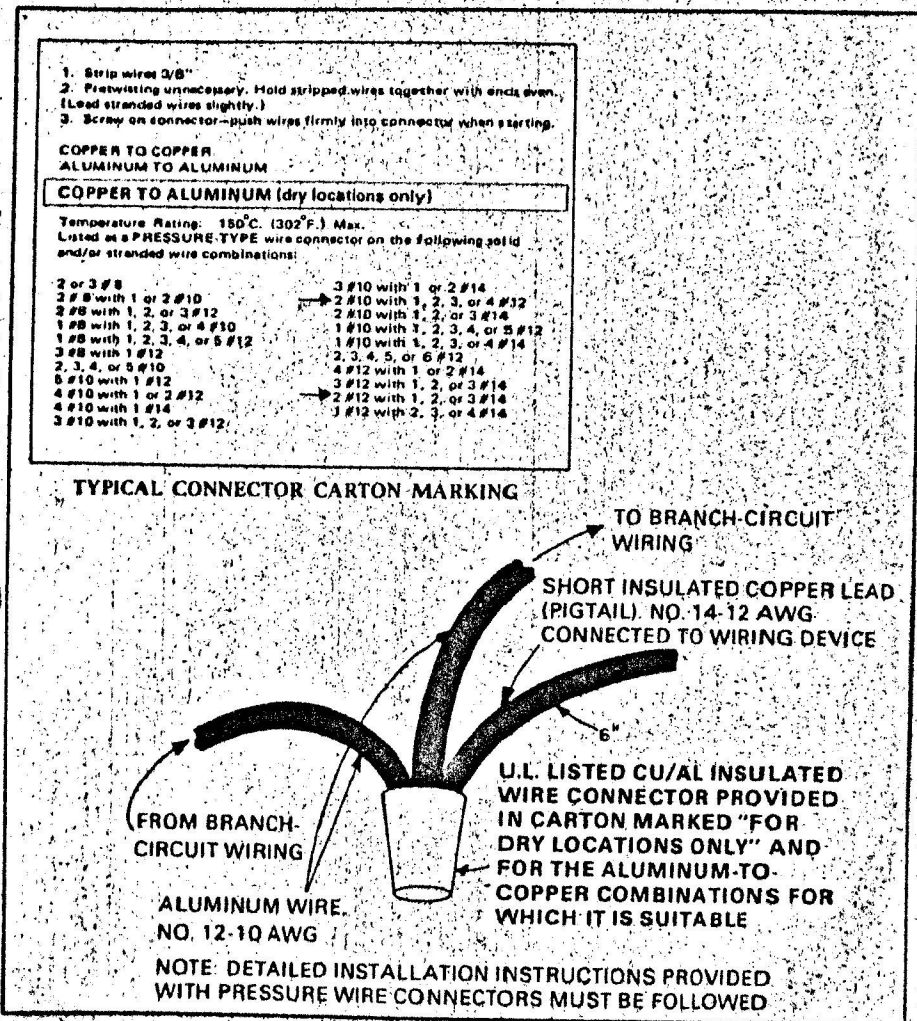 1. Strip wires 3/8"
2. Pretwisting unnecessary. Hold stripped wires together with ends even.
(Lead stranded wires slightly.)
3. Screw on connector—push wires firmly into connector when starting.
COPPER TO COPPER
ALUMINUM TO ALUMINUM
COPPER TO ALUMINUM (dry locations only)
Temperature Rating: 150°C. (302°F.) Max.
Listed as a PRESSURE-TYPE wire connector on the following solid
and/or stranded wire combinations:
2 or 3 #8
2 #8 with 1 or 2 #10
2 #8 with 1, 2, or 3 #12
1 #8 with 1, 2, 3, or 4 #10
1 #8 with 1, 2, 3, 4, or 5 #12
3 #8 with 1 #12
2, 3, 4, or 5 #10
5 #10 with 1 #12
4 #10 with 1 or 2 #12
4 #10 with 1 #14
3 #10 with 1, 2, or 3 #12
3 #10 with 1 or 2 #14
2 #10 with 1, 2, 3, or 4 #12
2 #10 with 1, 2, or 3 #14
1 #10 with 1, 2, 3, 4, or 5 #12
1 #10 with 1, 2, 3, or 4 #14
2, 3, 4, 5, or 6 #12
4 #12 with 1 or 2 #14
3 #12 with 1, 2, or 3 #14
2 #12 with 1, 2, or 3 #14
1 #12 with 2, 3, or 4 #14
TYPICAL CONNECTOR CARTON MARKING
TO BRANCH-CIRCUIT
WIRING
SHORT INSULATED COPPER LEAD
(PIGTAIL). NO. 14-12 AWG
CONNECTED TO WIRING DEVICE
6"
U.L. LISTED CU/AL INSULATED
WIRE CONNECTOR PROVIDED
IN CARTON MARKED "FOR
DRY LOCATIONS ONLY" AND
FOR THE ALUMINUM-TO-
COPPER COMBINATIONS FOR
WHICH IT IS SUITABLE
FROM BRANCH-
CIRCUIT WIRING
ALUMINUM WIRE,
NO. 12-10 AWG
NOTE: DETAILED INSTALLATION INSTRUCTIONS PROVIDED
WITH PRESSURE WIRE CONNECTORS MUST BE FOLLOWED